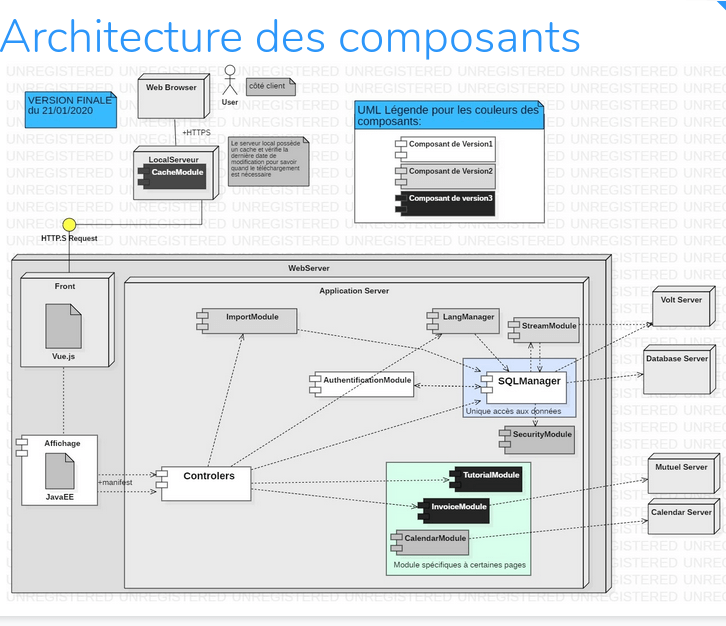 Architecture des composants
UNREGISTERED UNREGISTERED UNREGISTERED UNREGISTERED UNREGISTERED UNREGISTERED
VERSION FINALE
du 21/01/2020
Web Browser
User
côté client
+HTTPS
LocalServeur
CacheModule
Le serveur local possède
un cache et vérifie la
dernière date de
modification pour savoir
quand le téléchargement
est nécessaire
UML Légende pour les couleurs des
composants:
Composant de Version1
Composant de Version2
Composant de version3
HTTP.S Request
WebServer
Front
Vue.js
Application Server
ImportModule
LangManager
StreamModule
Volt Server
AuthentificationModule
SQLManager
Unique accès aux données
Database Server
SecurityModule
Affichage
JavaEE
+manifest
Controlers
TutorialModule
InvoiceModule
CalendarModule
Module spécifiques à certaines pages
Mutuel Server
Calendar Server